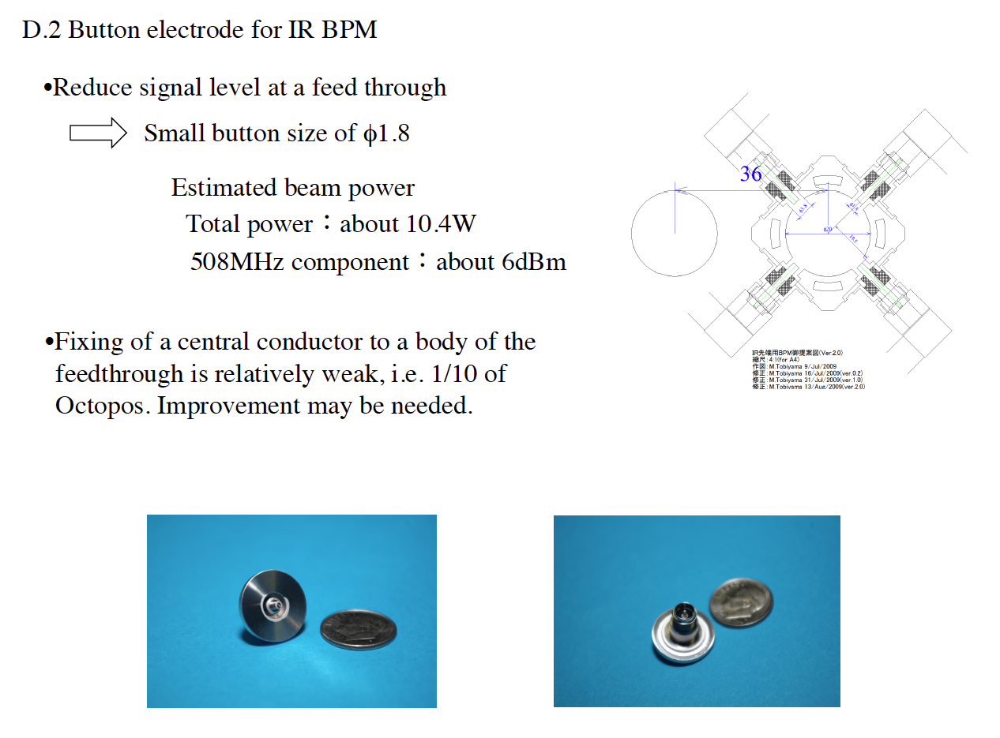 D.2 Button electrode for IR BPM
•Reduce signal level at a feed through
Small button size of ϕ1.8
Estimated beam power
Total power：about 10.4W
508MHz component：about 6dBm
•Fixing of a central conductor to a body of the
feedthrough is relatively weak, i.e. 1/10 of
Octopos. Improvement may be needed.
36
ϕ1.8
ϕ20
10.5
IR先端用BPM御提案図(Ver.2.0)
縮尺：4:1(for A4)
作図：M.Tobiyama 9/Jul/2009
修正：M.Tobiyama 16/Jul/2009(ver.0.2)
修正：M.Tobiyama 31/Jul/2009(ver.1.0)
修正：M.Tobiyama 13/Aug/2009(ver.2.0)